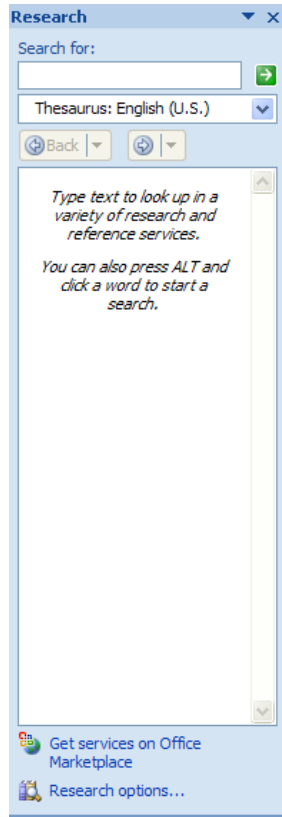 Research
Search for:
Thesaurus: English (U.S.)
Back
Type text to look up in a
variety of research and
reference services.
You can also press ALT and
click a word to start a
search.
Get services on Office
Marketplace
Research options...